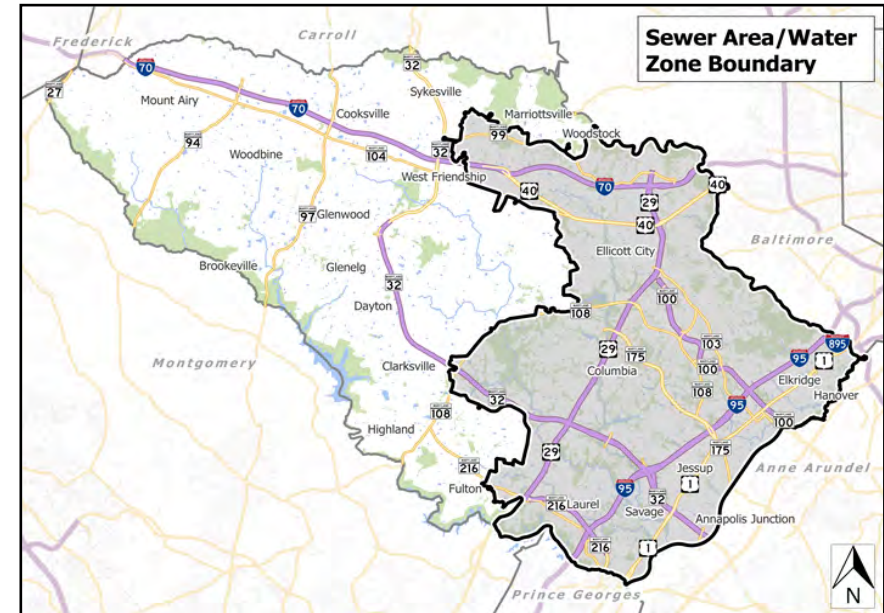 Sewer Area/Water
Zone Boundary
Frederick
Carroll
70
27
Mount Airy
70
32
Sykesville
Cooksville
Marriottsville
99
Woodstock
94
Woodbine
104
32
West Friendship
40
70
29
40
40
97
Glenwood
Ellicott City
Baltimore
Brookeville
Glenelg
32
Dayton
108
100
Montgomery
29
175
103
95
895
1
Clarksville
Columbia
100
Elkridge
108
Hanover
32
95
108
100
Highland
29
175
216
Jessup
Anne Arundel
Fulton
95
1
32
216
Laurel
Savage
Annapolis Junction
216
1
Prince Georges
N